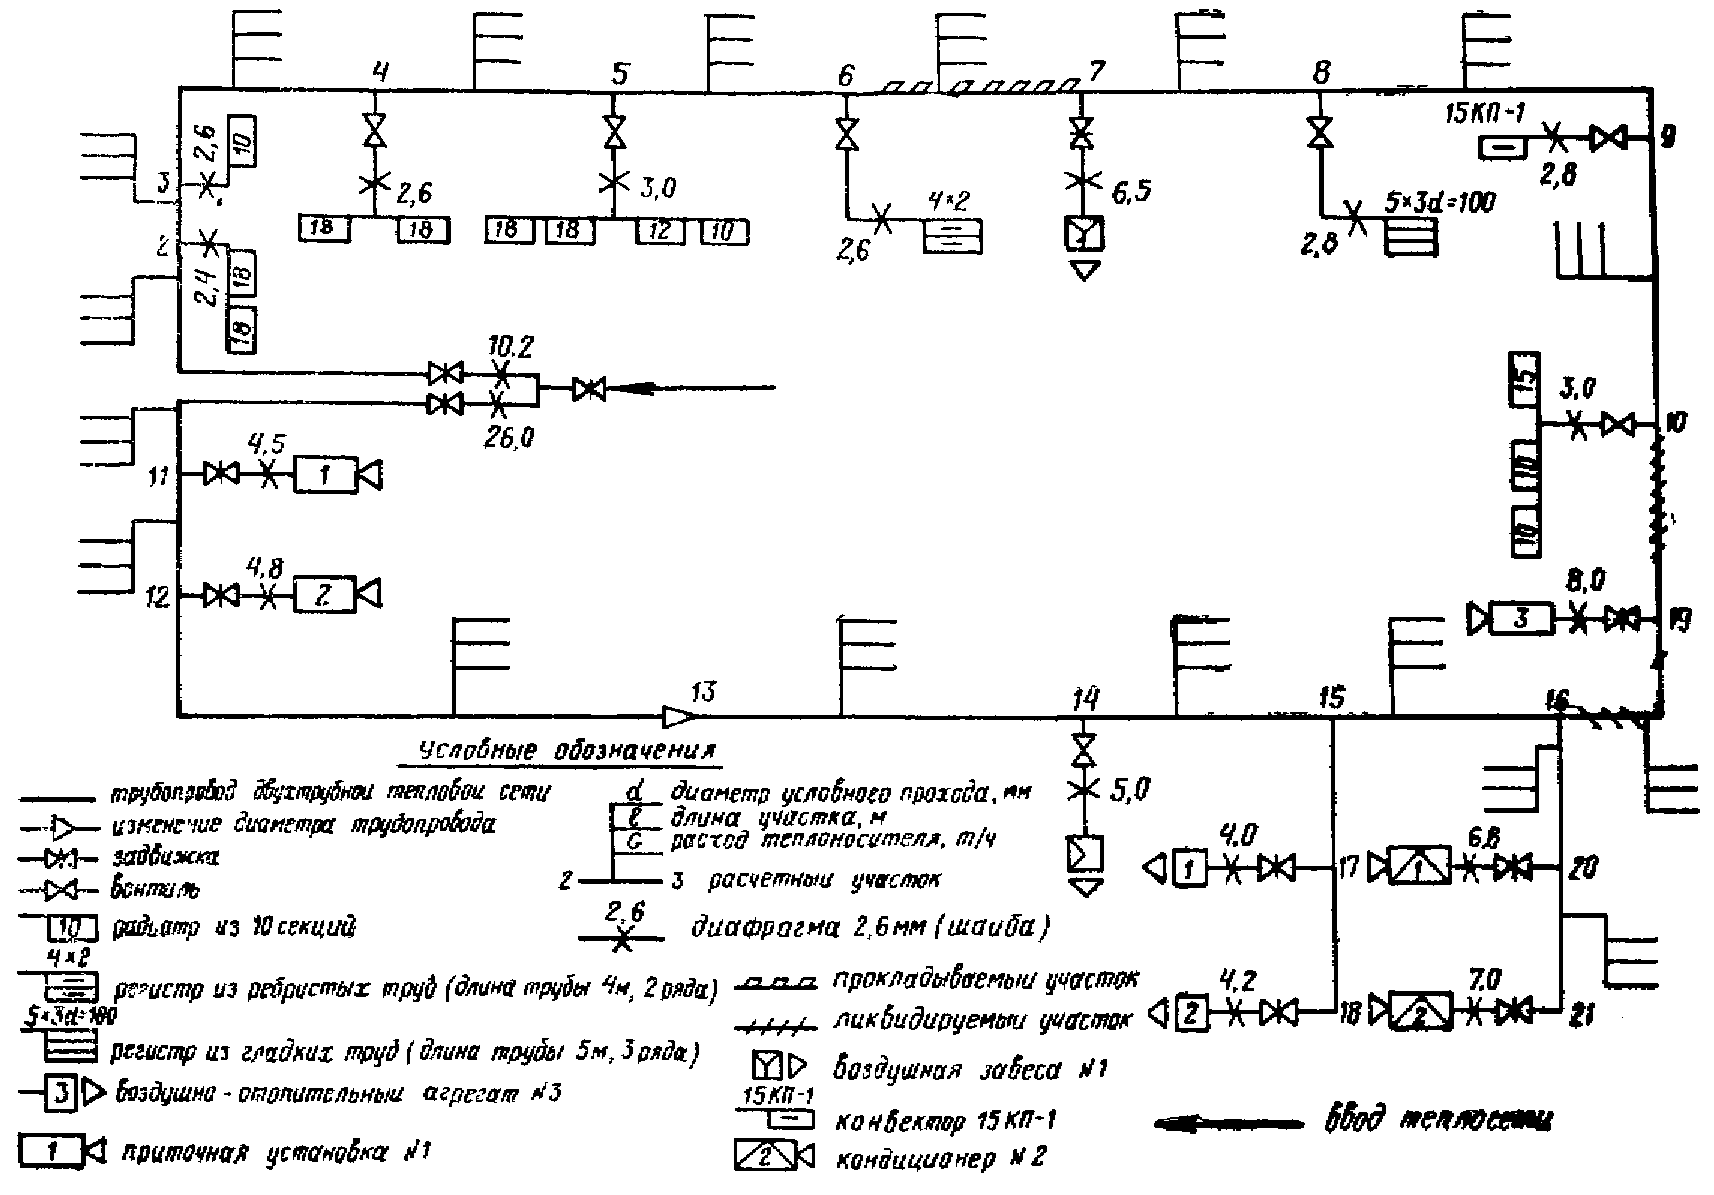 4 5 6 7 8
15КП-1
9
2,6 10
3
2,6 3,0 4×2 6,5 5×3d=100 2,8
18 18 18 18 12 10
2 2,4 18 2,6 2,8
18
10.2
26,0
15 3,0 10
10
10
11 4,5 1
12 4,8 2
8,0
3 19
13 14 15 16
5,0
4,0 6,8
1 17 1 20
4,2 7,0
2 18 2 21
Условные обозначения
трубопровод двухтрубной тепловой сети
изменение диаметра трубопровода
задвижка
вентиль
10 радиатр из 10 секций
4×2
регистр из ребристых труб (длина трубы 4м, 2 ряда)
5×3d=100
регистр из гладких труб (длина трубы 5м, 3 ряда)
3 воздушно - отопительный агрегат №3
1 приточная установка №1
d диаметр условного прохода, мм
ℓ длина участка, м
G расход теплоносителя, т/ч
2 3 расчетный участок
2,6 диафрагма 2,6 мм (шайба)
прокладываемый участок
ликвидируемый участок
воздушная завеса №1
15КП-1
конвектор 15 КП-1
2 кондиционер №2
Ввод теплосети